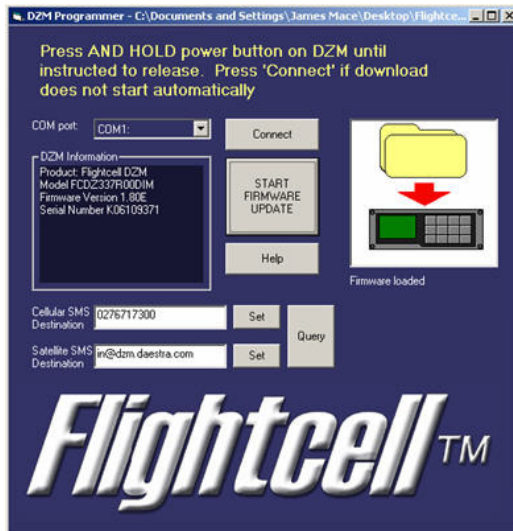 DZM Programmer - C:\Documents and Settings\James Mace\Desktop\Flightce...
Press AND HOLD power button on DZM until
instructed to release. Press 'Connect' if download
does not start automatically
COM port:
COM1:
Connect
DZM Information
Product: Flightcell DZM
Model FCDZ337R00DIM
Firmware Version 1.80E
Serial Number K06109371
START
FIRMWARE
UPDATE
Help
Firmware loaded
Cellular SMS
Destination
0276717300
Set
Query
Satellite SMS
Destination
in@dzm.daestra.com
Set
Flightcell TM